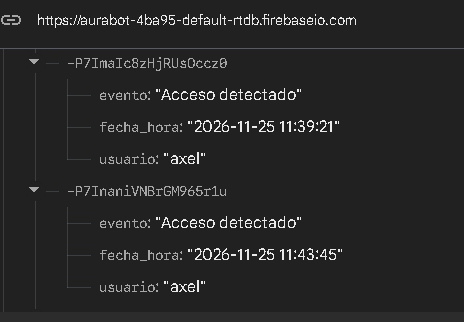 https://aurabot-4ba95-default-rtdb.firebaseio.com
-P7ImaIc8zHjRUsOccz0
evento: "Acceso detectado"
fecha_hora: "2026-11-25 11:39:21"
usuario: "axel"
-P7InaniVNBrGM965r1u
evento: "Acceso detectado"
fecha_hora: "2026-11-25 11:43:45"
usuario: "axel"